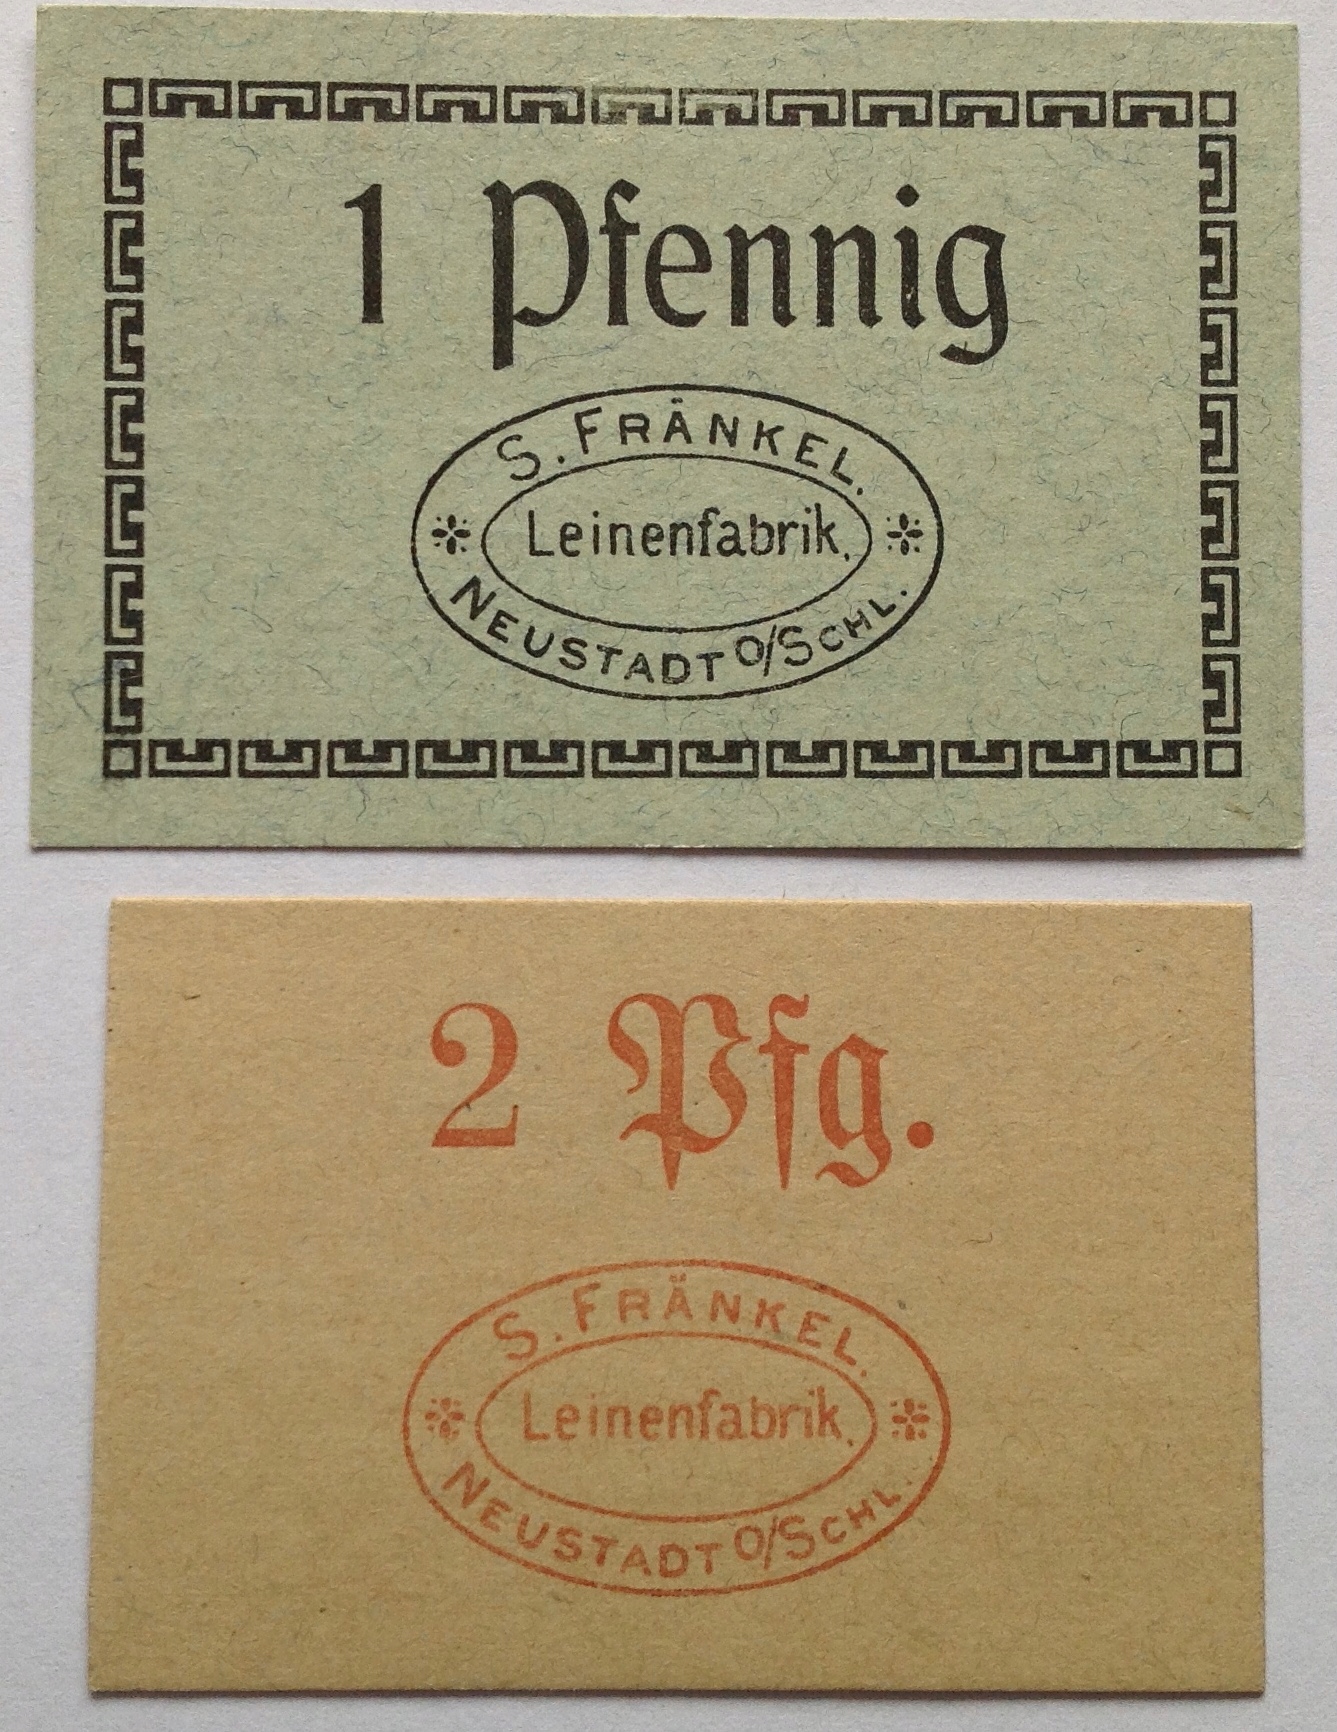 1 Pfennig
S. FRÄNKEL.
Leinenfabrik.
NEUSTADT O/SCHL.
2 Pfg.
S. FRÄNKEL.
Leinenfabrik.
NEUSTADT O/SCHL.